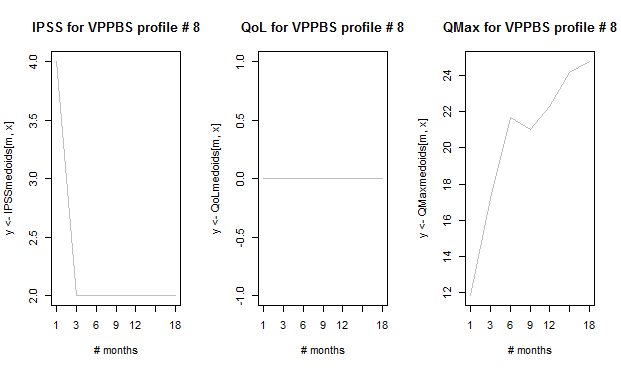 IPSS for VPPBS profile # 8
y <- IPSSmedoids[m, x]
4.0
3.5
3.0
2.5
2.0
1 3 6 9 12 18
# months
QoL for VPPBS profile # 8
y <- QoLmedoids[m, x]
1.0
0.5
0.0
-0.5
-1.0
1 3 6 9 12 18
# months
QMax for VPPBS profile # 8
y <- QMaxmedoids[m, x]
24
22
20
18
16
14
12
1 3 6 9 12 18
# months